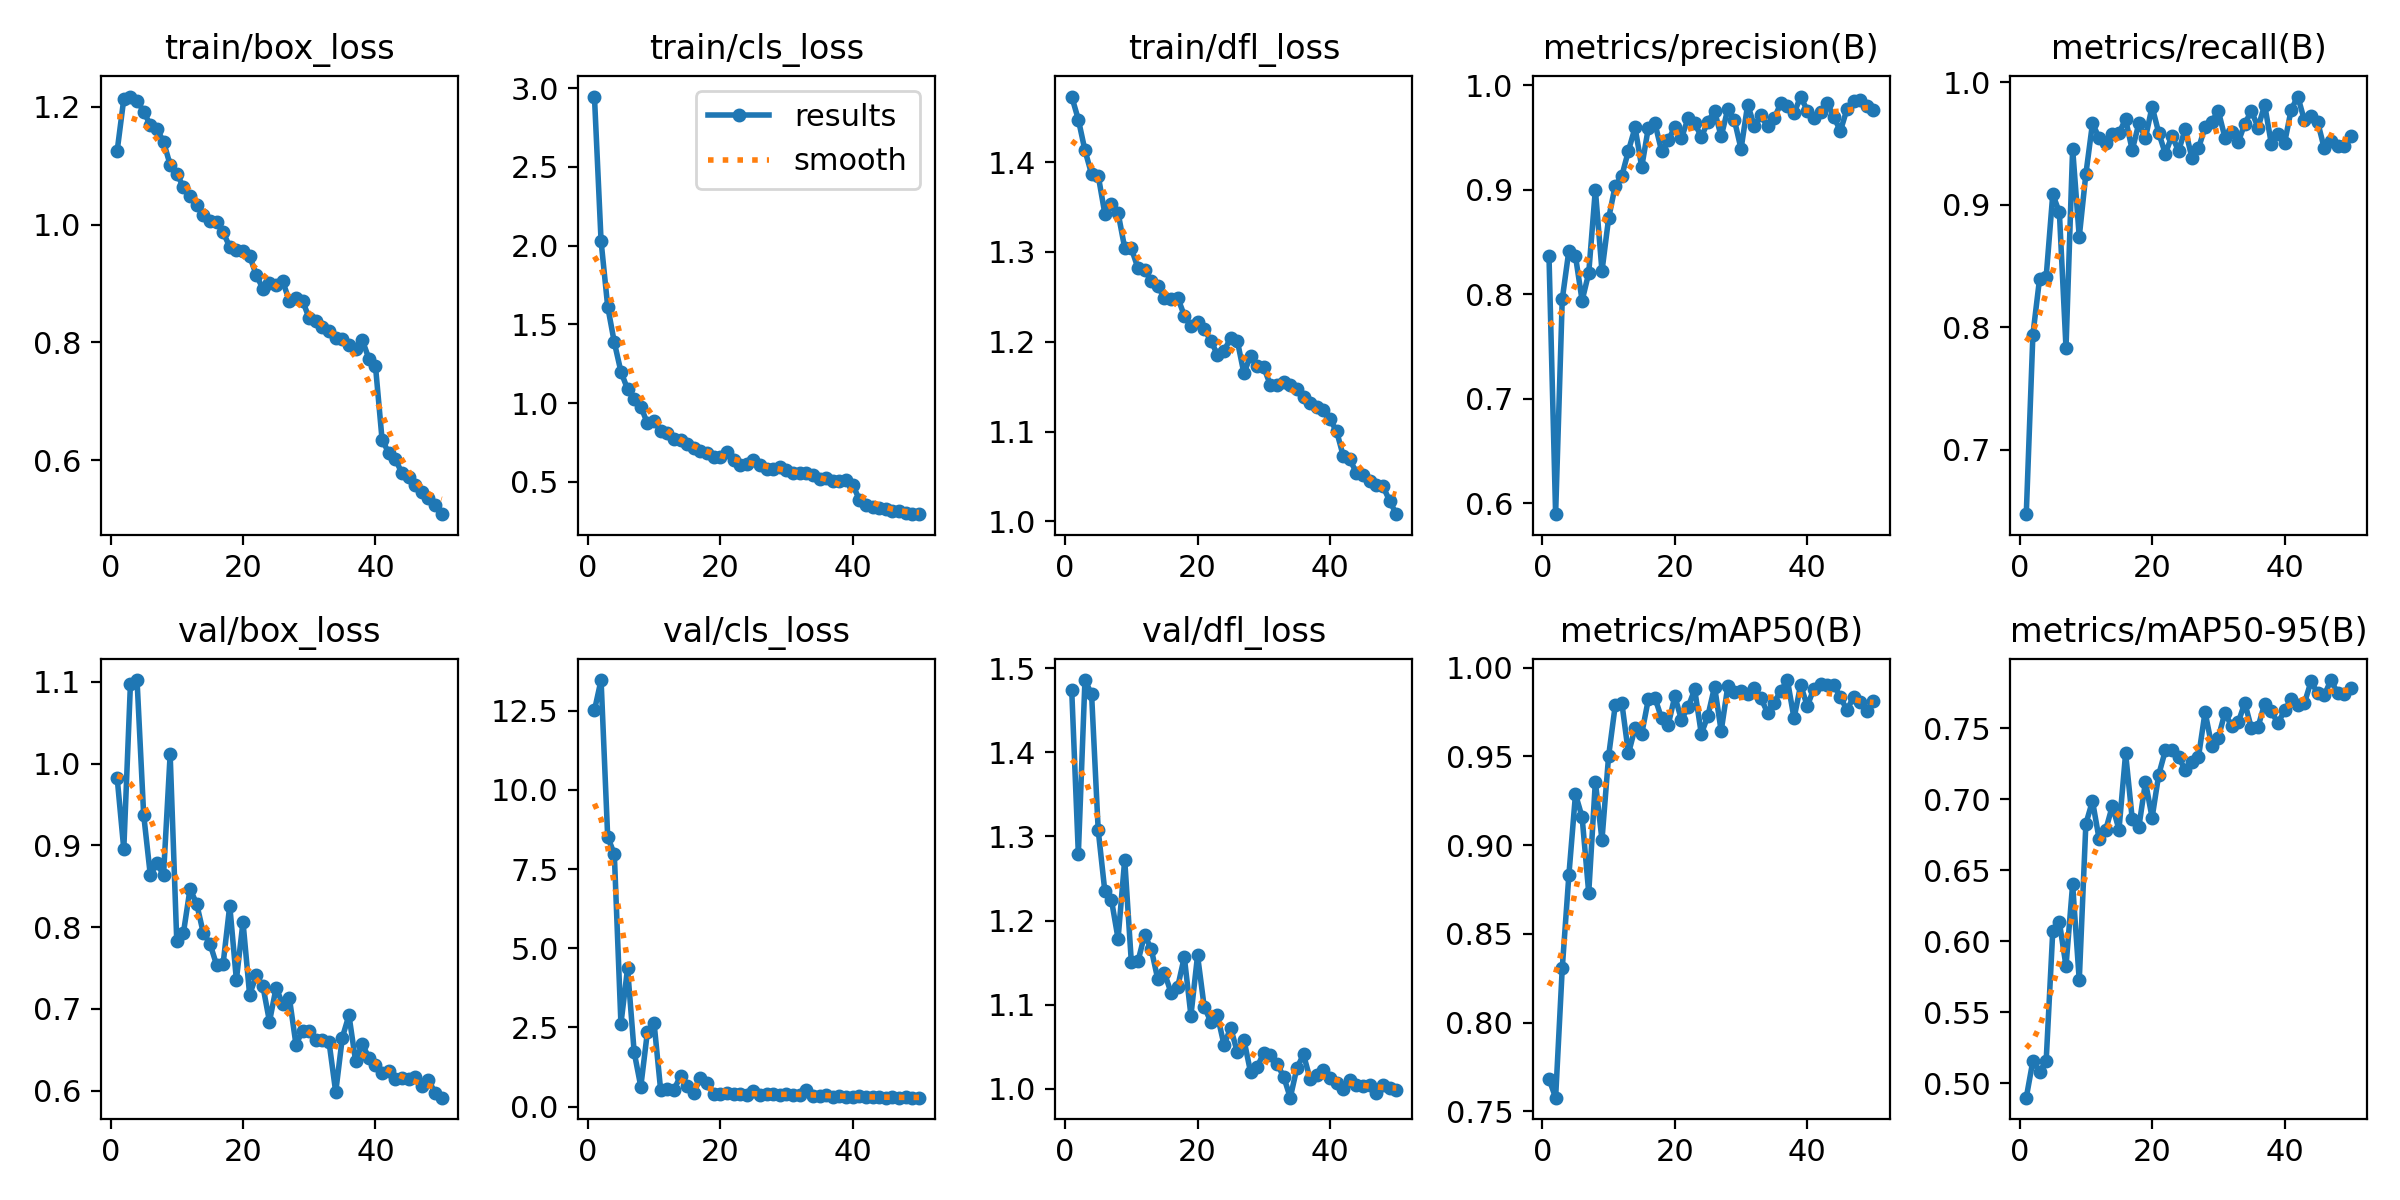 train/box_loss
1.2
1.0
0.8
0.6
0 20 40
train/cls_loss
3.0
2.5
2.0
1.5
1.0
0.5
0 20 40
results
smooth
train/dfl_loss
1.4
1.3
1.2
1.1
1.0
0 20 40
metrics/precision(B)
1.0
0.9
0.8
0.7
0.6
0 20 40
metrics/recall(B)
1.0
0.9
0.8
0.7
0 20 40
val/box_loss
1.1
1.0
0.9
0.8
0.7
0.6
0 20 40
val/cls_loss
12.5
10.0
7.5
5.0
2.5
0.0
0 20 40
val/dfl_loss
1.5
1.4
1.3
1.2
1.1
1.0
0 20 40
metrics/mAP50(B)
1.00
0.95
0.90
0.85
0.80
0.75
0 20 40
metrics/mAP50-95(B)
0.75
0.70
0.65
0.60
0.55
0.50
0 20 40